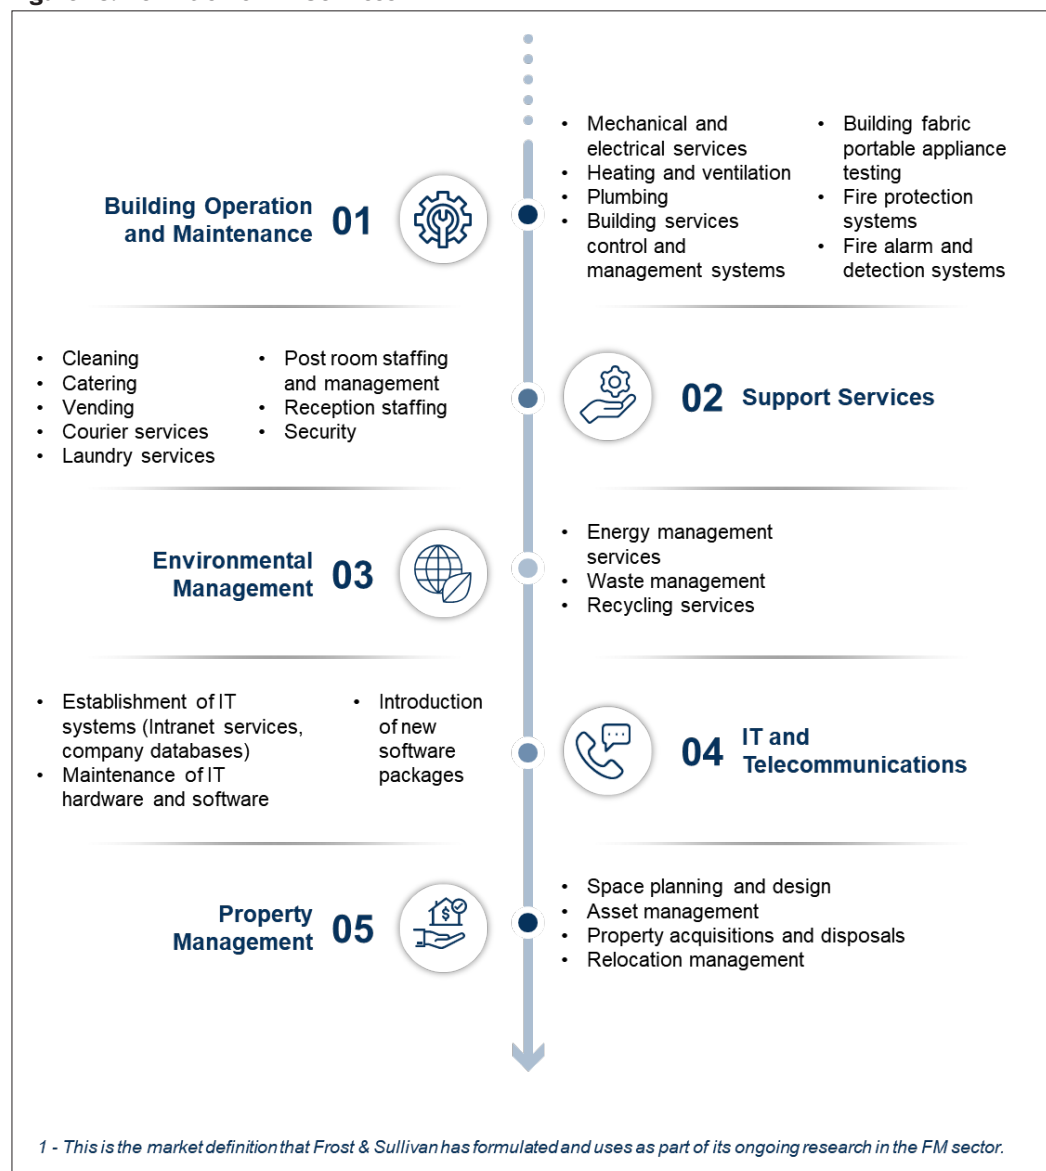 Building Operation
and Maintenance
01
• Mechanical and
electrical services
• Heating and ventilation
• Plumbing
• Building services
control and
management systems
• Building fabric
portable appliance
testing
• Fire protection
systems
• Fire alarm and
detection systems
• Cleaning
• Catering
• Vending
• Courier services
• Laundry services
• Post room staffing
and management
• Reception staffing
• Security
02
Support Services
Environmental
Management
03
• Energy management
services
• Waste management
• Recycling services
• Establishment of IT
systems (Intranet services,
company databases)
• Maintenance of IT
hardware and software
• Introduction
of new
software
packages
04
IT and
Telecommunications
Property
Management
05
• Space planning and design
• Asset management
• Property acquisitions and disposals
• Relocation management
1 - This is the market definition that Frost & Sullivan has formulated and uses as part of its ongoing research in the FM sector.